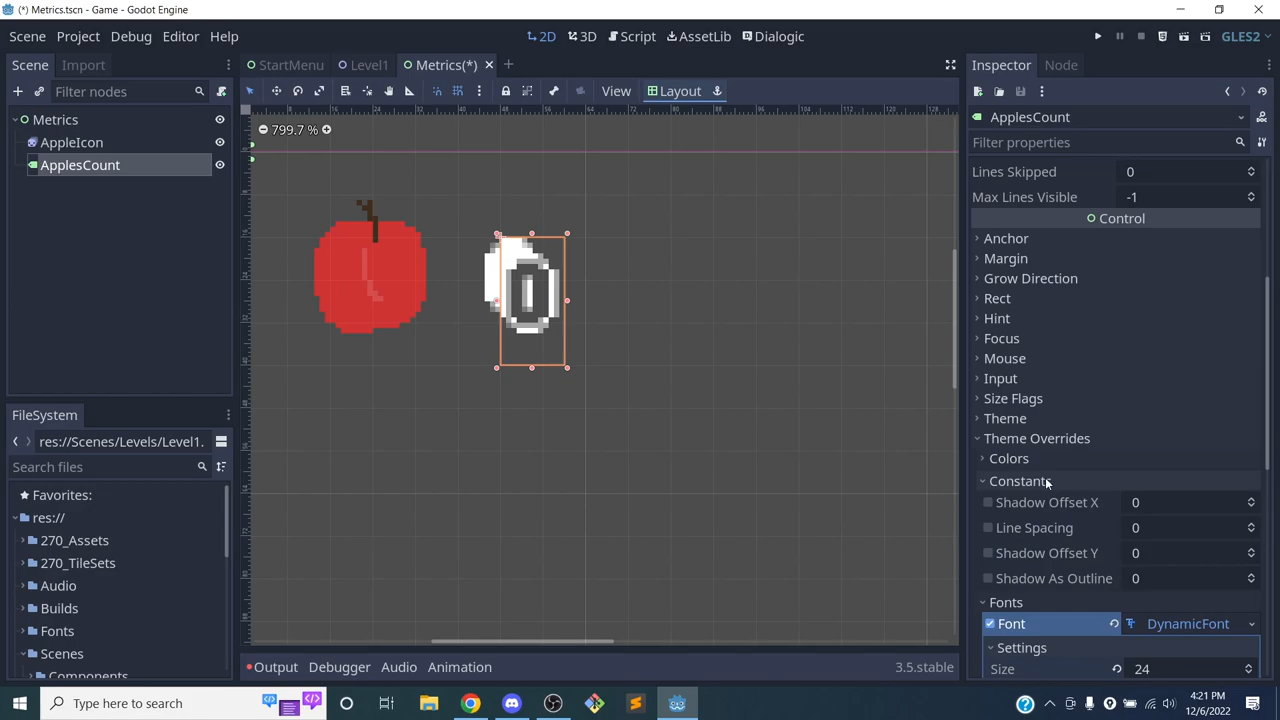 (*) Metrics.tscn - Game - Godot Engine
Scene Project Debug Editor Help
2D 3D Script AssetLib Dialogic
GLES2
Scene Import
StartMenu Level1 Metrics(*)
Inspector Node
Filter nodes
View Layout
799.7 %
Metrics
AppleIcon
ApplesCount
ApplesCount
Filter properties
Lines Skipped 0
Max Lines Visible -1
Control
Anchor
Margin
Grow Direction
Rect
Hint
Focus
Mouse
Input
Size Flags
Theme
Theme Overrides
Colors
Constants
Shadow Offset X 0
Line Spacing 0
Shadow Offset Y 0
Shadow As Outline 0
Fonts
Font DynamicFont
Settings
Size 24
0
FileSystem
res://Scenes/Levels/Level1.
Search files
Favorites:
res://
270_Assets
270_TileSets
Audio
Builds
Fonts
Scenes
Components
Output Debugger Audio Animation 3.5.stable
Type here to search
4:21 PM
12/6/2022